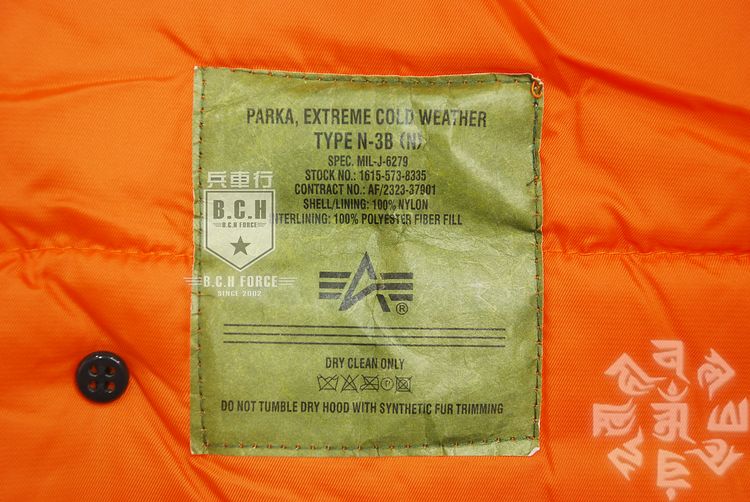 PARKA, EXTREME COLD WEATHER
TYPE N-3B (N)
SPEC. MIL-J-6279
STOCK NO.: 1615-573-8335
CONTRACT NO.: AF/2323-37901
SHELL/LINING: 100% NYLON
INTERLINING: 100% POLYESTER FIBER FILL
兵車行
B.C.H
B.C.H FORCE
B.C.H FORCE
SINCE 2002
®
DRY CLEAN ONLY
DO NOT TUMBLE DRY HOOD WITH SYNTHETIC FUR TRIMMING